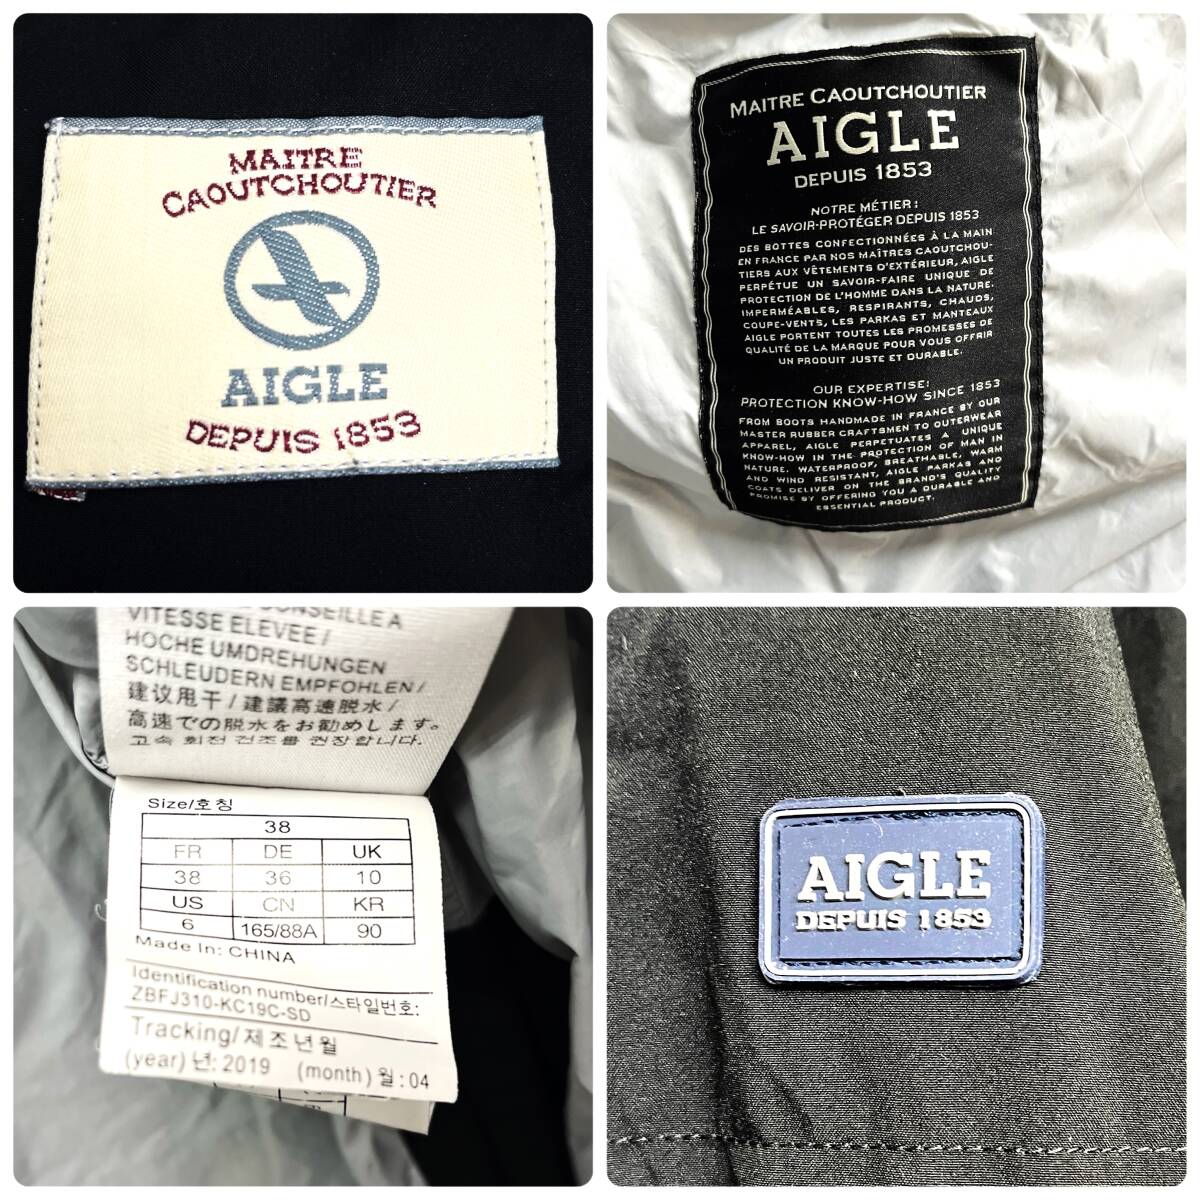 MAITRE
CAOUTCHOUTIER
AIGLE
DEPUIS 1853
MAITRE CAOUTCHOUTIER
AIGLE
DEPUIS 1853
NOTRE MÉTIER :
LE SAVOIR-PROTÉGER DEPUIS 1853
DES BOTTES CONFECTIONNÉES À LA MAIN
EN FRANCE PAR NOS MAÎTRES CAOUTCHOU-
TIERS AUX VÊTEMENTS D'EXTÉRIEUR, AIGLE
PERPÉTUE UN SAVOIR-FAIRE UNIQUE DE
PROTECTION DE L'HOMME DANS LA NATURE.
IMPERMÉABLES, RESPIRANTS, CHAUDS,
COUPE-VENTS, LES PARKAS ET MANTEAUX
AIGLE PORTENT TOUTES LES PROMESSES DE
QUALITÉ DE LA MARQUE POUR VOUS OFFRIR
UN PRODUIT JUSTE ET DURABLE.
OUR EXPERTISE:
PROTECTION KNOW-HOW SINCE 1853
FROM BOOTS HANDMADE IN FRANCE BY OUR
MASTER RUBBER CRAFTSMEN TO OUTERWEAR
APPAREL, AIGLE PERPETUATES A UNIQUE
KNOW-HOW IN THE PROTECTION OF MAN IN
NATURE. WATERPROOF, BREATHABLE, WARM
AND WIND RESISTANT, AIGLE PARKAS AND
COATS DELIVER ON THE BRAND'S QUALITY
PROMISE BY OFFERING YOU A DURABLE AND
ESSENTIAL PRODUCT.
CONSEILLE A
VITESSE ELEVEE /
HOCHE UMDREHUNGEN
SCHLEUDERN EMPFOHLEN /
建议甩干 / 建議高速脱水 /
高速での脱水をお勧めします。
고속 회전 건조를 권장합니다.
Size/호칭
38
FR DE UK
38 36 10
US CN KR
6 165/88A 90
Made In: CHINA
Identification number/스타일번호:
ZBFJ310-KC19C-SD
Tracking/제조년월
(year) 년: 2019 (month) 월 : 04
AIGLE
DEPUIS 1853